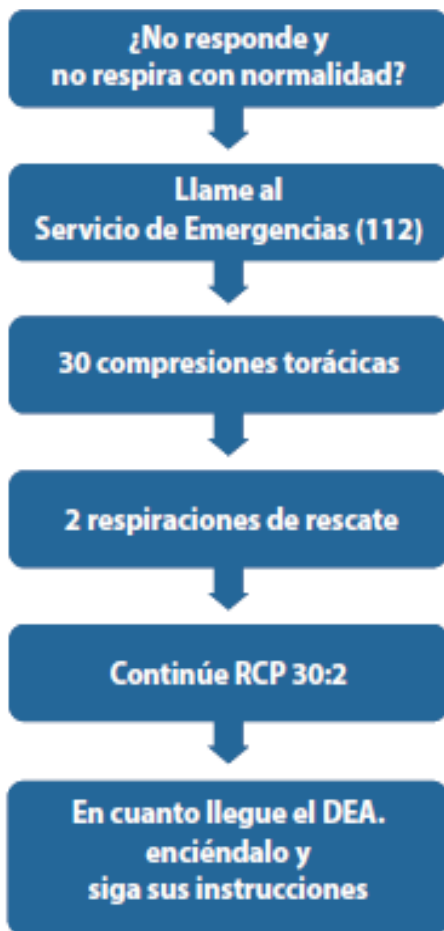 ¿No responde y
no respira con normalidad?
Llame al
Servicio de Emergencias (112)
30 compresiones torácicas
2 respiraciones de rescate
Continúe RCP 30:2
En cuanto llegue el DEA.
enciéndalo y
siga sus instrucciones